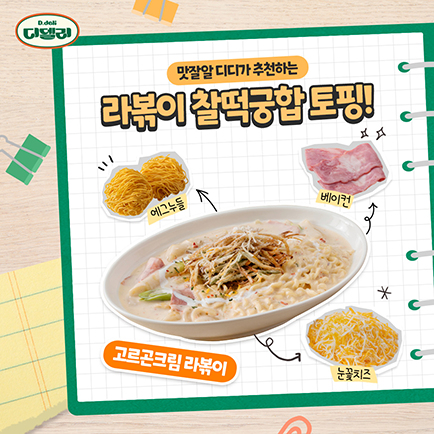 D.deli
디델리
맛잘알 디디가 추천하는
라볶이 찰떡궁합 토핑!
에그누들
베이컨
고르곤크림 라볶이
눈꽃치즈